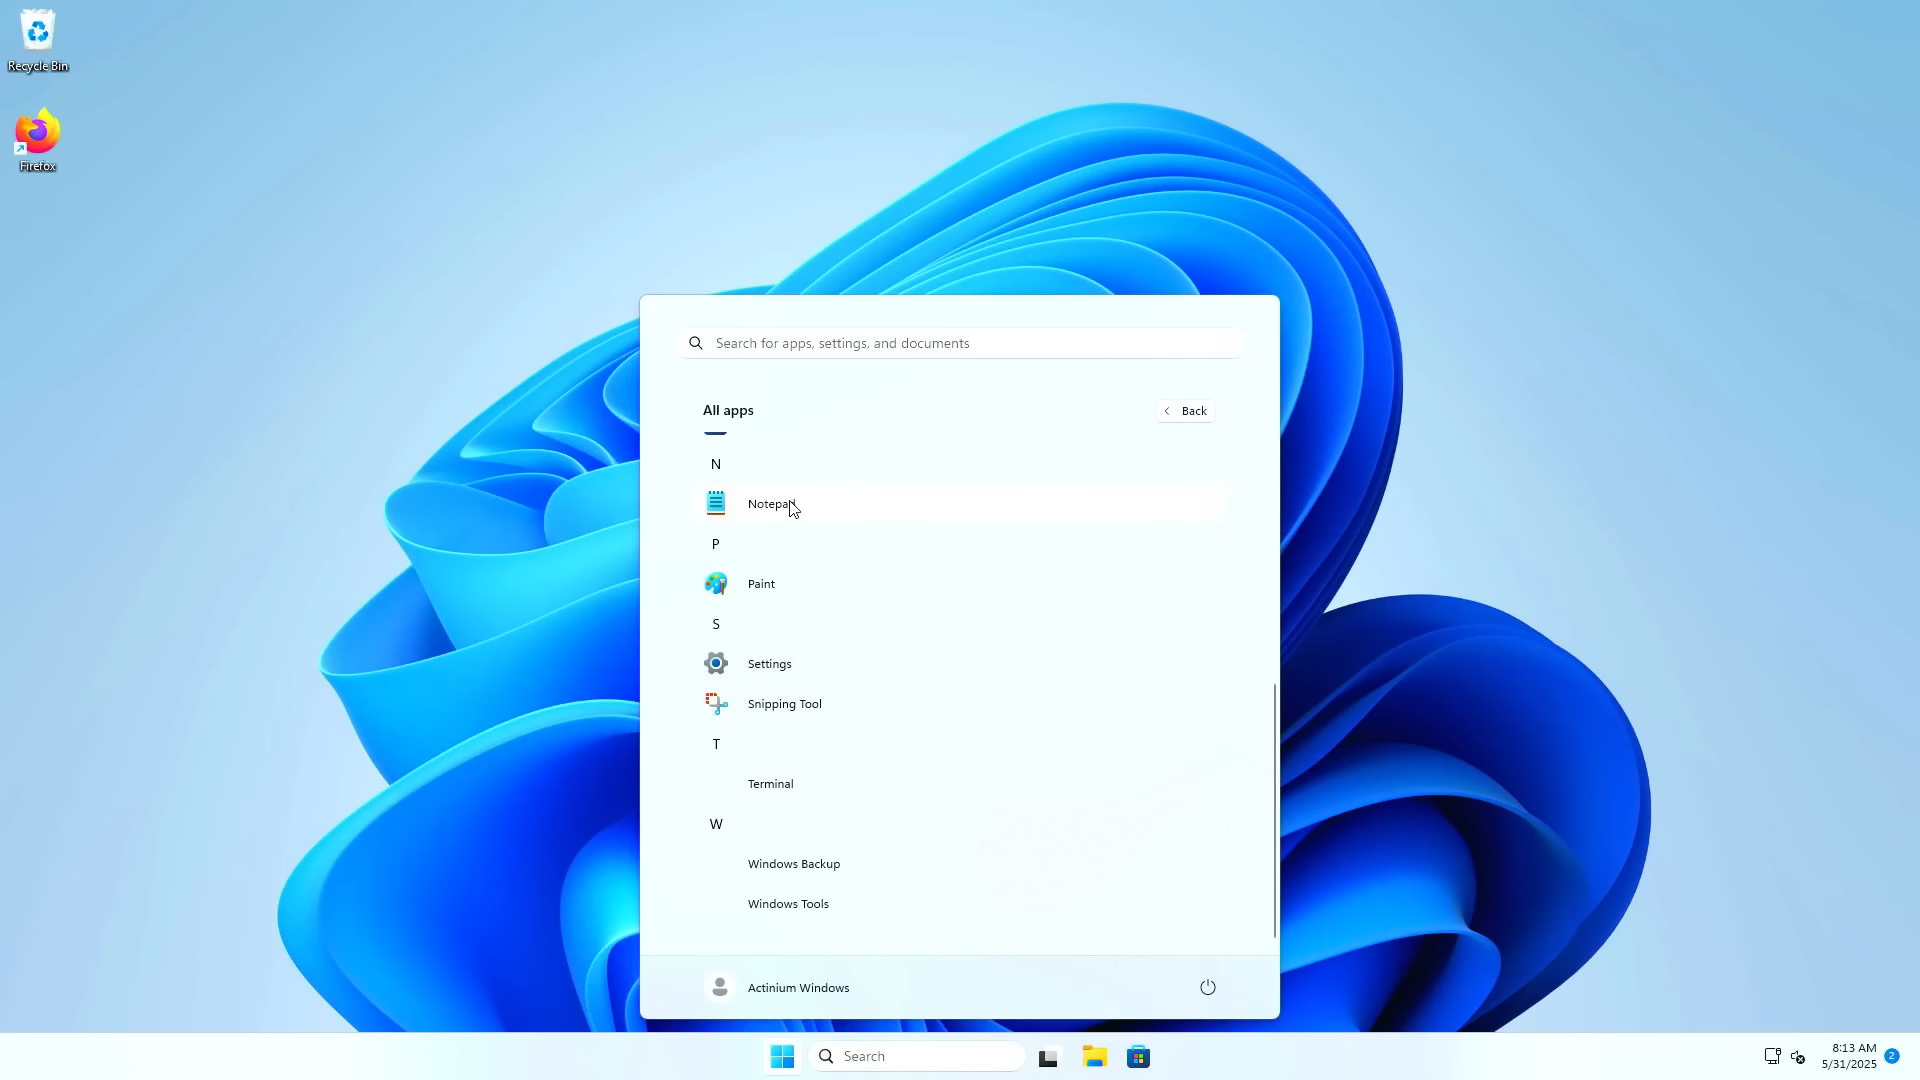 Recycle Bin
Firefox
Search for apps, settings, and documents
All apps
Back
N
Notepad
P
Paint
S
Settings
Snipping Tool
T
Terminal
W
Windows Backup
Windows Tools
Actinium Windows
Search
8:13 AM
5/31/2025
2